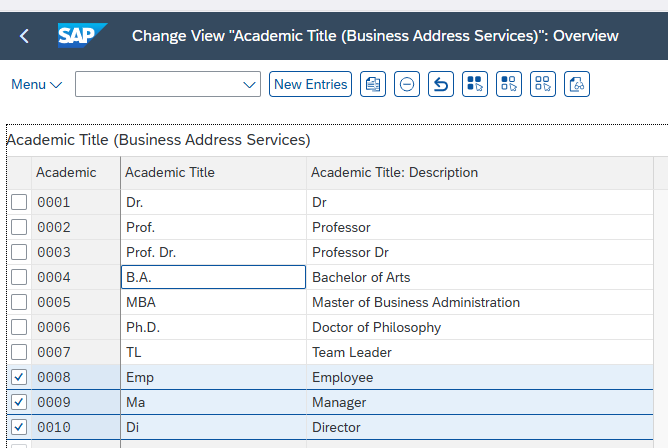 SAP Change View "Academic Title (Business Address Services)": Overview
Menu New Entries
Academic Title (Business Address Services)
Academic Academic Title Academic Title: Description
0001 Dr. Dr
0002 Prof. Professor
0003 Prof. Dr. Professor Dr
0004 B.A. Bachelor of Arts
0005 MBA Master of Business Administration
0006 Ph.D. Doctor of Philosophy
0007 TL Team Leader
0008 Emp Employee
0009 Ma Manager
0010 Di Director